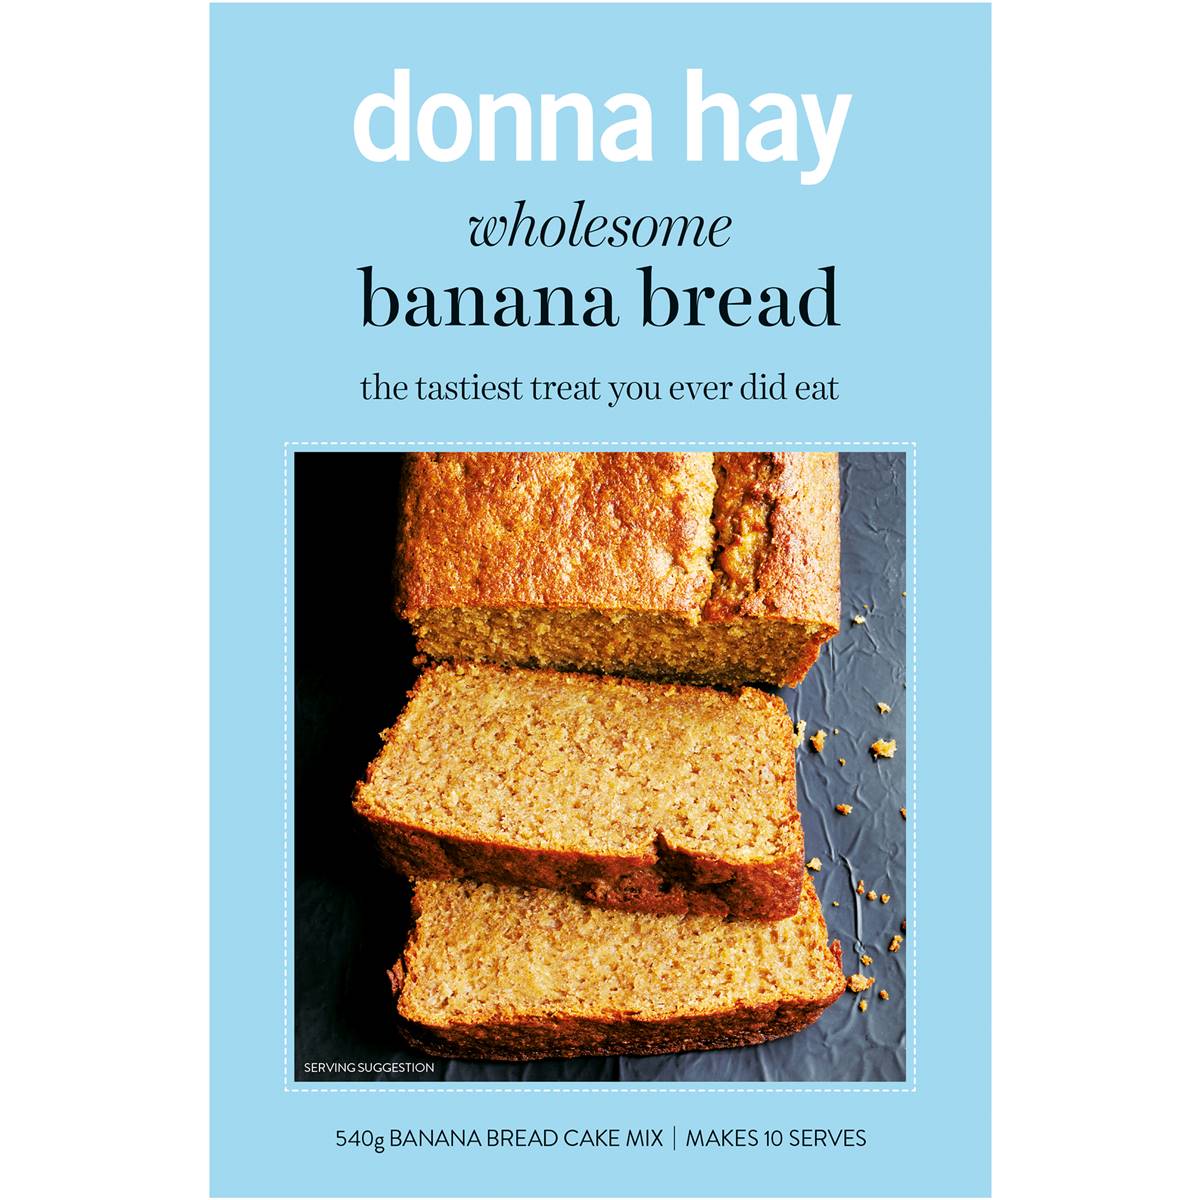 donna hay
wholesome
banana bread
the tastiest treat you ever did eat
SERVING SUGGESTION
540g BANANA BREAD CAKE MIX | MAKES 10 SERVES